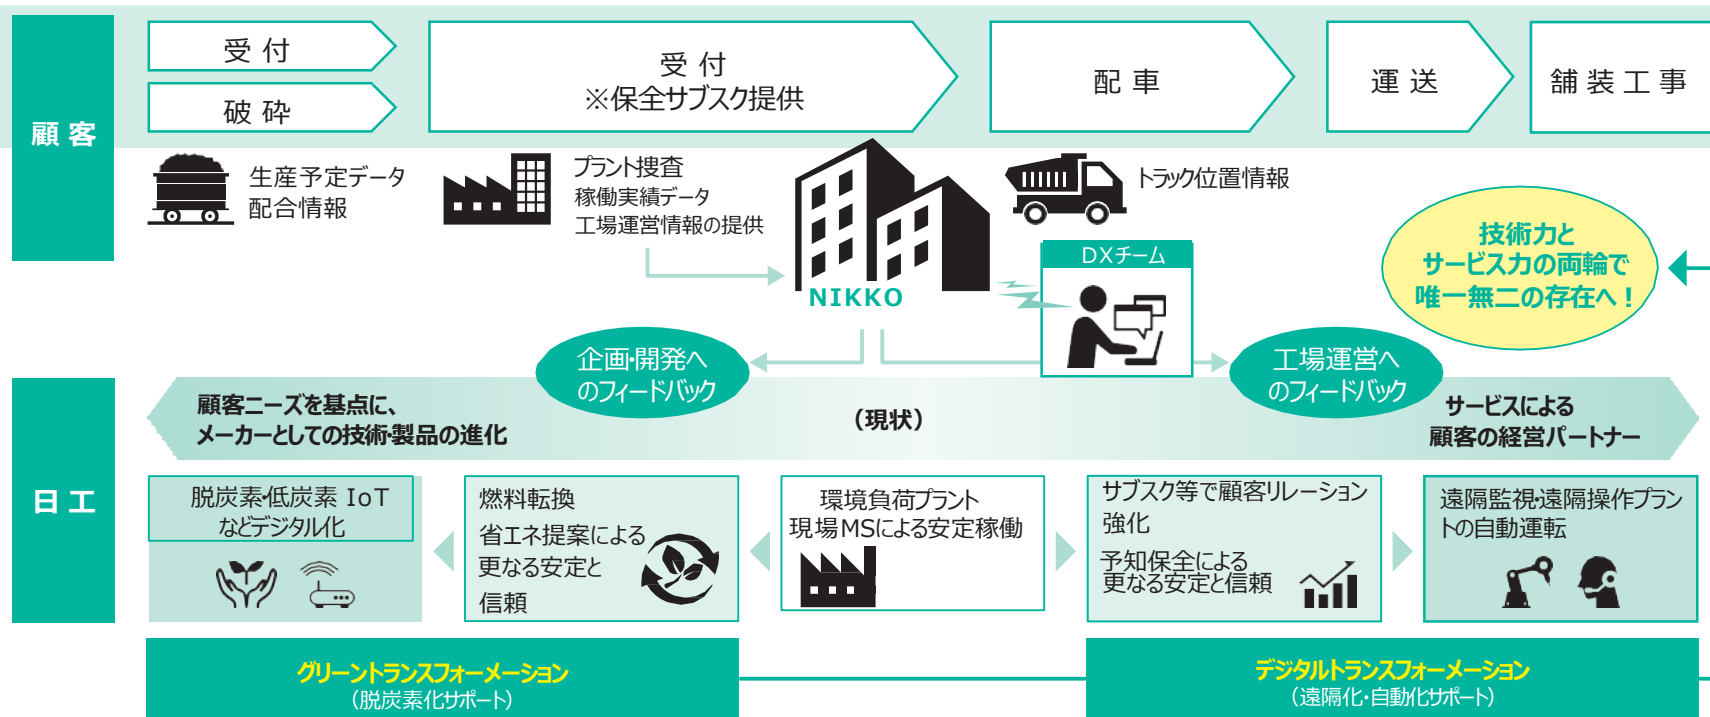 顧客
受付
破砕
受付
※保全サブスク提供
配車
運送
舗装工事
生産予定データ
配合情報
プラント捜査
稼働実績データ
工場運営情報の提供
トラック位置情報
NIKKO
DXチーム
技術力と
サービス力の両輪で
唯一無二の存在へ！
企画・開発へ
のフィードバック
工場運営へ
のフィードバック
日工
顧客ニーズを基点に、
メーカーとしての技術・製品の進化
（現状）
サービスによる
顧客の経営パートナー
脱炭素・低炭素 IoT
などデジタル化
燃料転換
省エネ提案による
更なる安定と
信頼
環境負荷プラント
現場MSによる安定稼働
サブスク等で顧客リレーション
強化
予知保全による
更なる安定と信頼
遠隔監視・遠隔操作プラン
トの自動運転
グリーントランスフォーメーション
（脱炭素化サポート）
デジタルトランスフォーメーション
（遠隔化・自動化サポート）